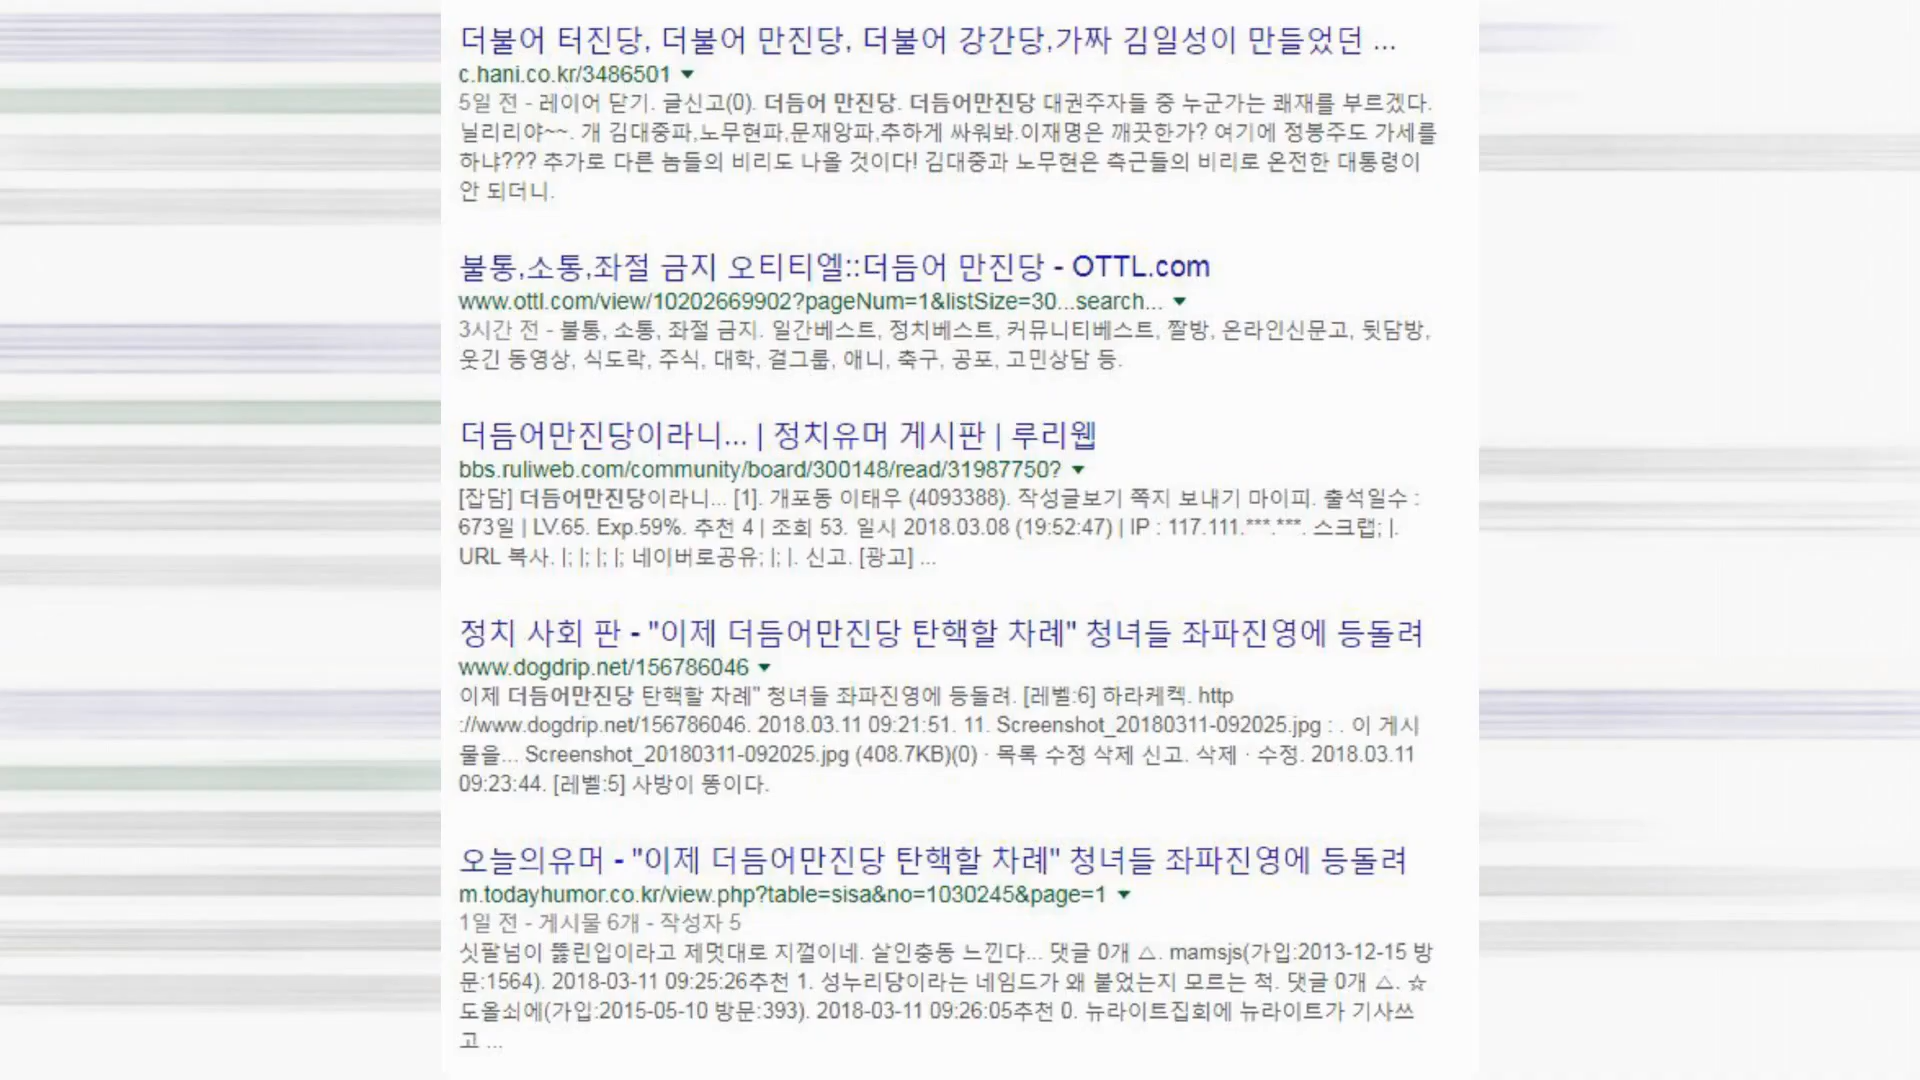 더불어 터진당, 더불어 만진당, 더불어 강간당,가짜 김일성이 만들었던 ...
c.hani.co.kr/3486501 ▼
5일 전 - 레이어 닫기. 글신고(0). 더듬어 만진당. 더듬어만진당 대권주자들 중 누군가는 쾌재를 부르겠다.
닐리리야~~. 개 김대중파,노무현파,문재앙파,추하게 싸워봐.이재명은 깨끗한가? 여기에 정봉주도 가세를
하냐??? 추가로 다른 놈들의 비리도 나올 것이다! 김대중과 노무현은 측근들의 비리로 온전한 대통령이
안 되더니.
불통,소통,좌절 금지 오티티엘::더듬어 만진당 - OTTL.com
www.ottl.com/view/10202669902?pageNum=1&listSize=30...search... ▼
3시간 전 - 불통, 소통, 좌절 금지. 일간베스트, 정치베스트, 커뮤니티베스트, 짤방, 온라인신문고, 뒷담방,
웃긴 동영상, 식도락, 주식, 대학, 걸그룹, 애니, 축구, 공포, 고민상담 등.
더듬어만진당이라니... | 정치유머 게시판 | 루리웹
bbs.ruliweb.com/community/board/300148/read/31987750? ▼
[잡담] 더듬어만진당이라니... [1]. 개포동 이태우 (4093388). 작성글보기 쪽지 보내기 마이피. 출석일수 :
673일 | LV.65. Exp.59%. 추천 4 | 조회 53. 일시 2018.03.08 (19:52:47) | IP : 117.111.***.***. 스크랩; |.
URL 복사. |; |; |; |; 네이버로공유; |; |. 신고. [광고] ...
정치 사회 판 - "이제 더듬어만진당 탄핵할 차례" 청녀들 좌파진영에 등돌려
www.dogdrip.net/156786046 ▼
이제 더듬어만진당 탄핵할 차례" 청녀들 좌파진영에 등돌려. [레벨:6] 하라케켁. http
://www.dogdrip.net/156786046. 2018.03.11 09:21:51. 11. Screenshot_20180311-092025.jpg : . 이 게시
물을... Screenshot_20180311-092025.jpg (408.7KB)(0) · 목록 수정 삭제 신고. 삭제 · 수정. 2018.03.11
09:23:44. [레벨:5] 사방이 똥이다.
오늘의유머 - "이제 더듬어만진당 탄핵할 차례" 청녀들 좌파진영에 등돌려
m.todayhumor.co.kr/view.php?table=sisa&no=1030245&page=1 ▼
1일 전 - 게시물 6개 - 작성자 5
싯팔넘이 뚫린입이라고 제멋대로 지껄이네. 살인충동 느낀다... 댓글 0개 △. mamsjs(가입:2013-12-15 방
문:1564). 2018-03-11 09:25:26추천 1. 성누리당이라는 네임드가 왜 붙었는지 모르는 척. 댓글 0개 △. ☆
도올쇠에(가입:2015-05-10 방문:393). 2018-03-11 09:26:05추천 0. 뉴라이트집회에 뉴라이트가 기사쓰
고 ...